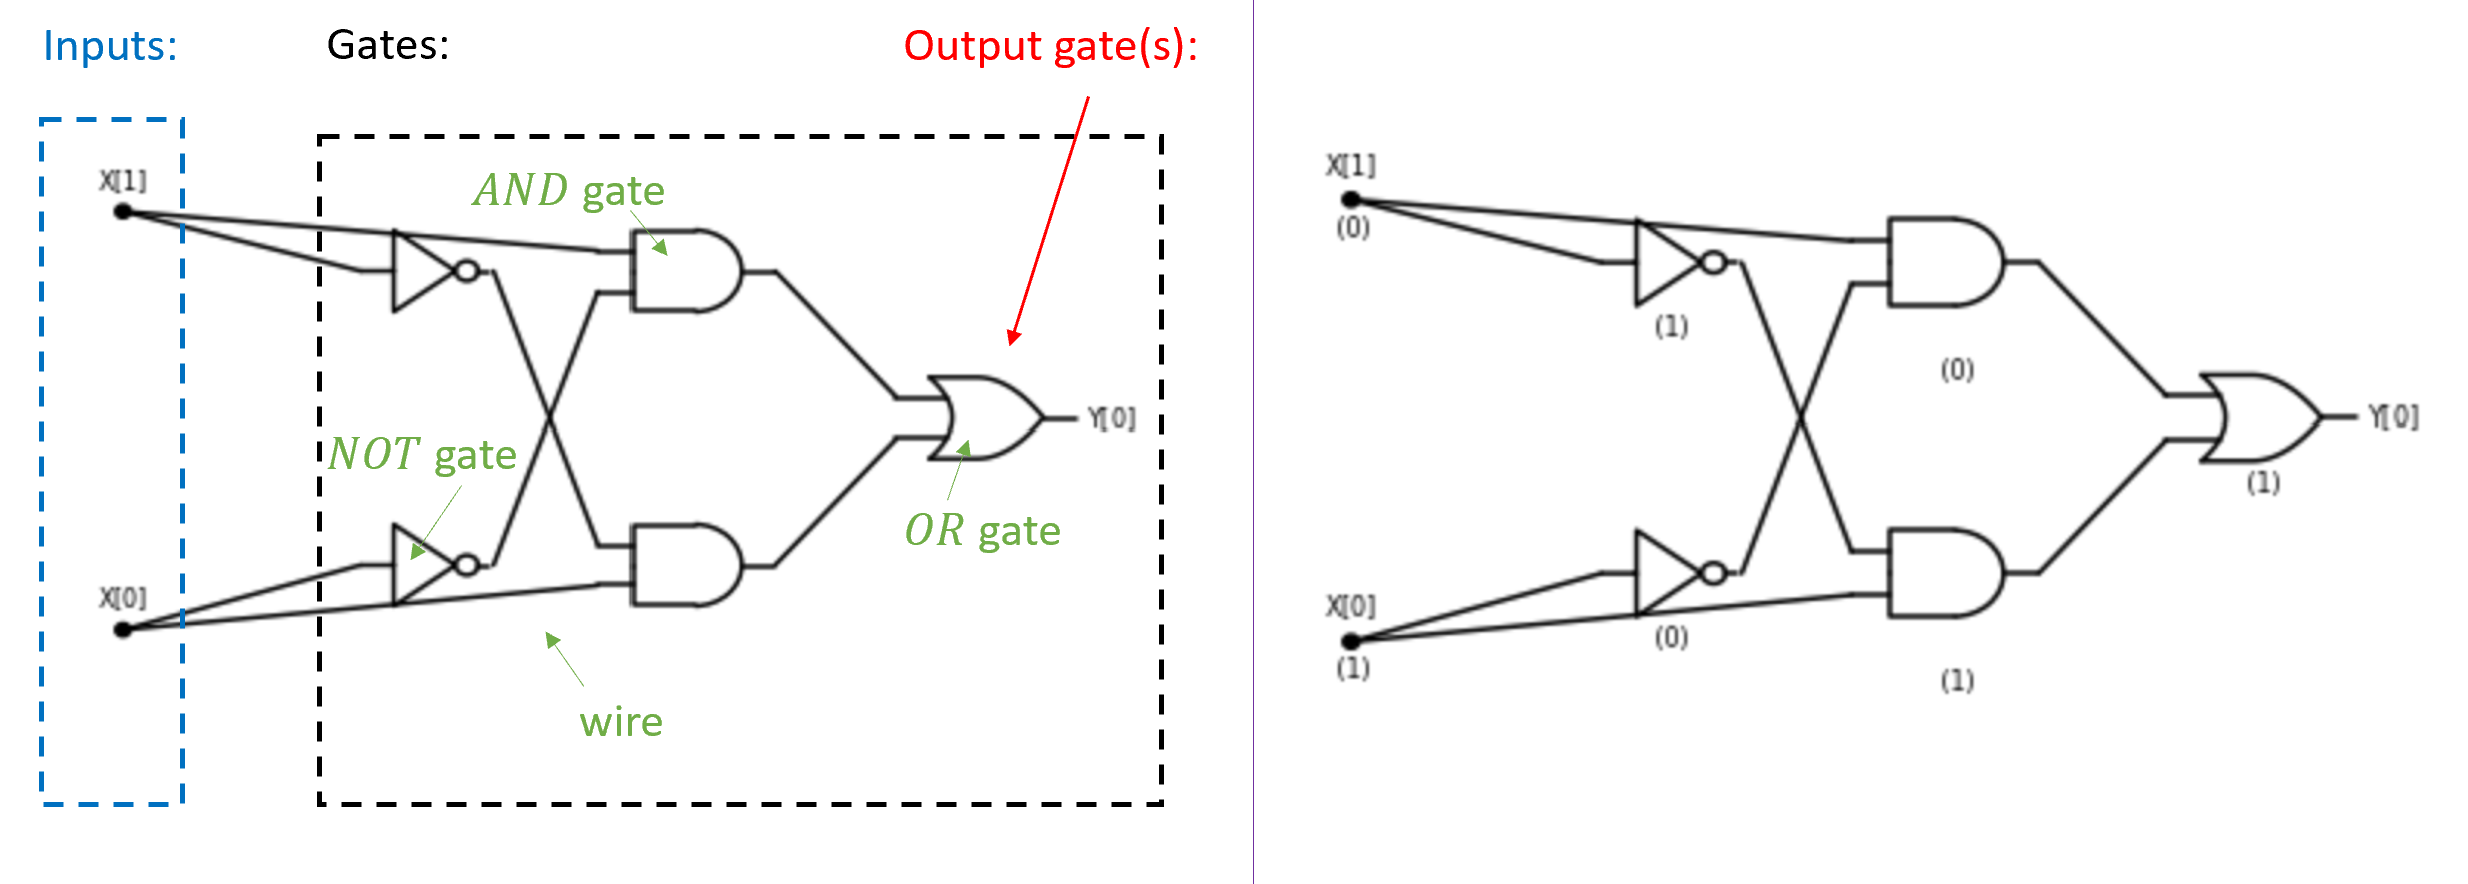 Inputs:
Gates:
Output gate(s):
X[1]
AND gate
NOT gate
Y[0]
OR gate
X[0]
wire
X[1]
(0)
(1)
(0)
Y[0]
(1)
X[0]
(1)
(0)
(1)